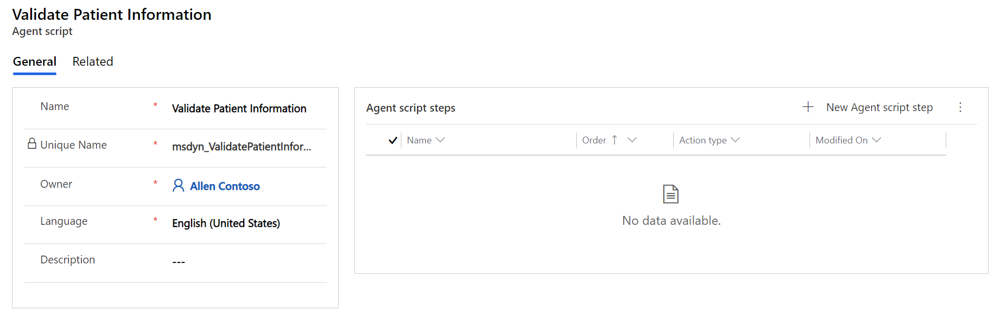 Validate Patient Information
Agent script
General Related
Name * Validate Patient Information
Unique Name * msdyn_ValidatePatientInfor...
Owner * Allen Contoso
Language * English (United States)
Description ---
Agent script steps New Agent script step
Name Order Action type Modified On
No data available.